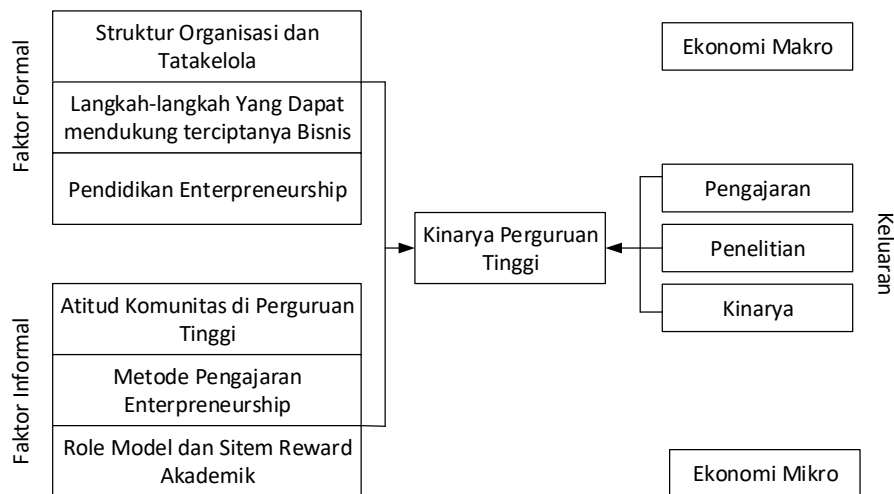 Faktor Formal
Struktur Organisasi dan
Tatakelola
Langkah-langkah Yang Dapat
mendukung terciptanya Bisnis
Pendidikan Enterpreneurship
Faktor Informal
Atitud Komunitas di Perguruan
Tinggi
Metode Pengajaran
Enterpreneurship
Role Model dan Sitem Reward
Akademik
Kinarya Perguruan
Tinggi
Ekonomi Makro
Pengajaran
Penelitian
Kinarya
Keluaran
Ekonomi Mikro